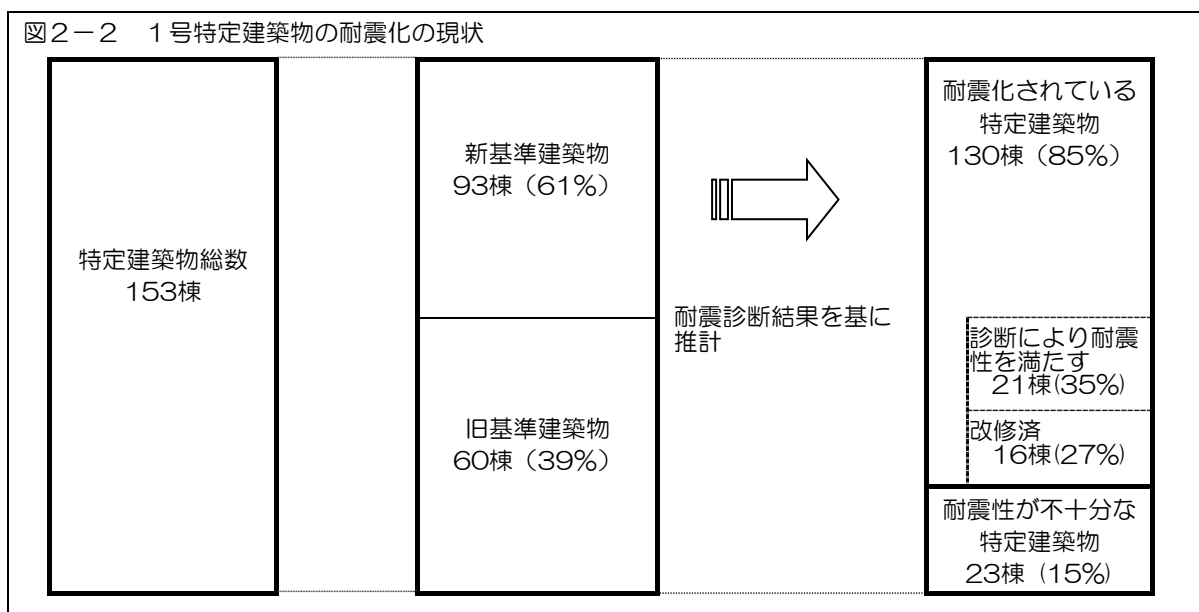 図2-2 1号特定建築物の耐震化の現状
特定建築物総数
153棟
新基準建築物
93棟（61％）
旧基準建築物
60棟（39％）
耐震診断結果を基に
推計
耐震化されている
特定建築物
130棟（85％）
診断により耐震
性を満たす
21棟(35％)
改修済
16棟(27％)
耐震性が不十分な
特定建築物
23棟（15％）